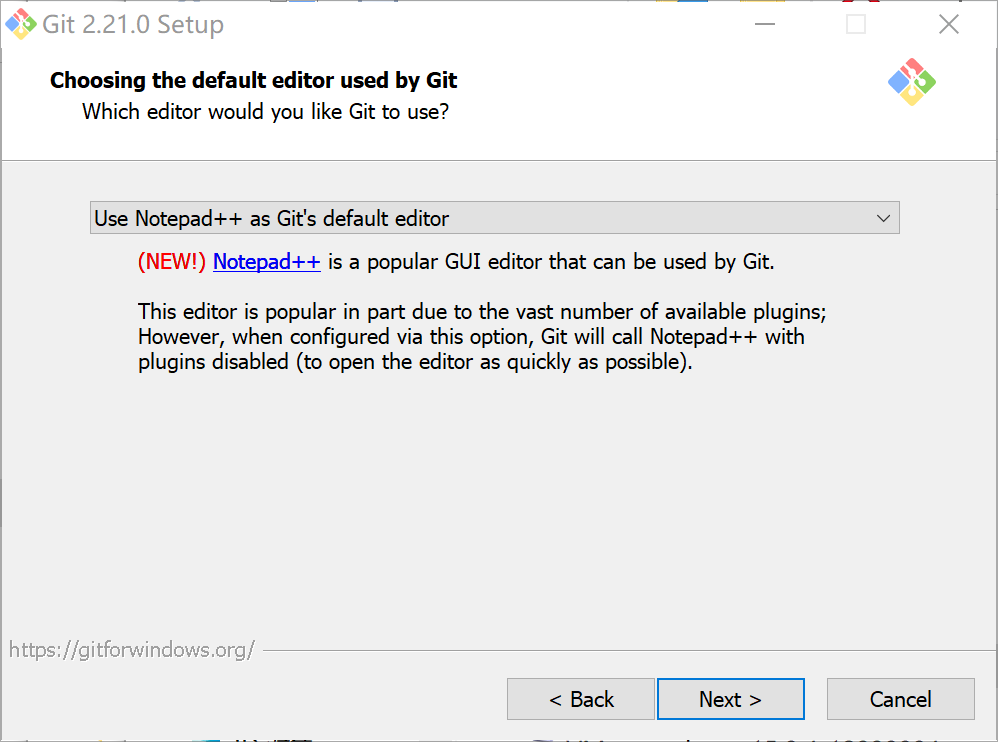 Git 2.21.0 Setup
Choosing the default editor used by Git
Which editor would you like Git to use?
Use Notepad++ as Git's default editor
(NEW!) Notepad++ is a popular GUI editor that can be used by Git.
This editor is popular in part due to the vast number of available plugins;
However, when configured via this option, Git will call Notepad++ with
plugins disabled (to open the editor as quickly as possible).
https://gitforwindows.org/
< Back
Next >
Cancel